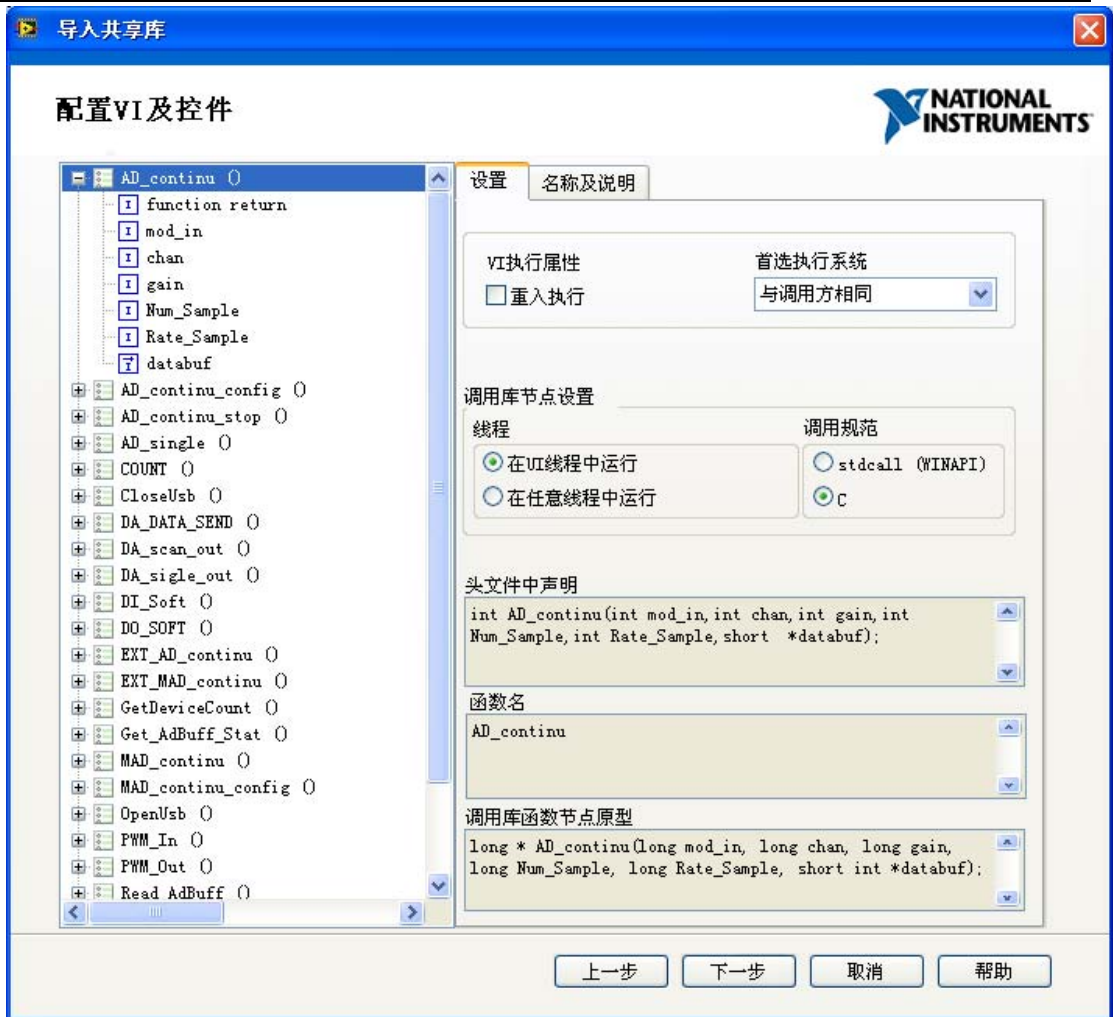 导入共享库
配置VI及控件
NATIONAL
INSTRUMENTS
AD_continu ()
function return
mod_in
chan
gain
Num_Sample
Rate_Sample
databuf
AD_continu_config ()
AD_continu_stop ()
AD_single ()
COUNT ()
CloseUsb ()
DA_DATA_SEND ()
DA_scan_out ()
DA_sigle_out ()
DI_Soft ()
DO_SOFT ()
EXT_AD_continu ()
EXT_MAD_continu ()
GetDeviceCount ()
Get_AdBuff_Stat ()
MAD_continu ()
MAD_continu_config ()
OpenUsb ()
PWM_In ()
PWM_Out ()
Read_AdBuff ()
设置 名称及说明
VI执行属性 首选执行系统
重入执行 与调用方相同
调用库节点设置
线程 调用规范
在UI线程中运行 stdcall (WINAPI)
在任意线程中运行 C
头文件中声明
int AD_continu(int mod_in,int chan,int gain,int
Num_Sample,int Rate_Sample,short *databuf);
函数名
AD_continu
调用库函数节点原型
long * AD_continu(long mod_in, long chan, long gain,
long Num_Sample, long Rate_Sample, short int *databuf);
上一步 下一步 取消 帮助